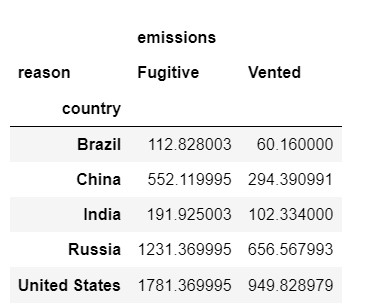 emissions
reason Fugitive Vented
country
Brazil 112.828003 60.160000
China 552.119995 294.390991
India 191.925003 102.334000
Russia 1231.369995 656.567993
United States 1781.369995 949.828979